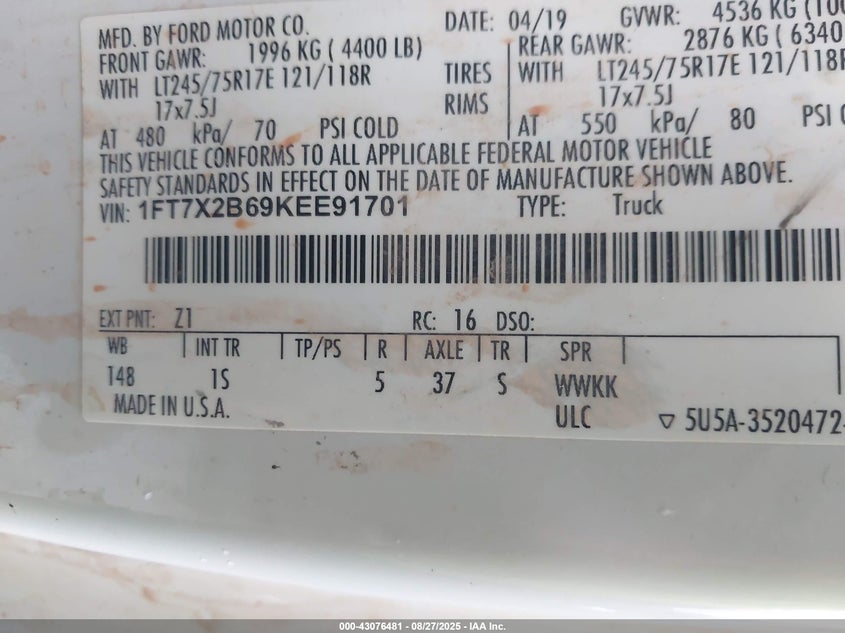 MFD. BY FORD MOTOR CO.
DATE: 04/19 GVWR: 4536 KG
FRONT GAWR: 1996 KG ( 4400 LB)
REAR GAWR: 2876 KG ( 6340
WITH LT245/75R17E 121/118R TIRES WITH LT245/75R17E 121/118R
17x7.5J RIMS 17x7.5J
AT 480 kPa/ 70 PSI COLD AT 550 kPa/ 80 PSI
THIS VEHICLE CONFORMS TO ALL APPLICABLE FEDERAL MOTOR VEHICLE
SAFETY STANDARDS IN EFFECT ON THE DATE OF MANUFACTURE SHOWN ABOVE.
VIN: 1FT7X2B69KEE91701 TYPE: Truck
EXT PNT: Z1 RC: 16 DSO:
WB INT TR TP/PS R AXLE TR SPR
148 1S 5 37 S WWKK
MADE IN U.S.A. ULC ▽ 5U5A-3520472-
000-43076481 - 08/27/2025 - IAA Inc.